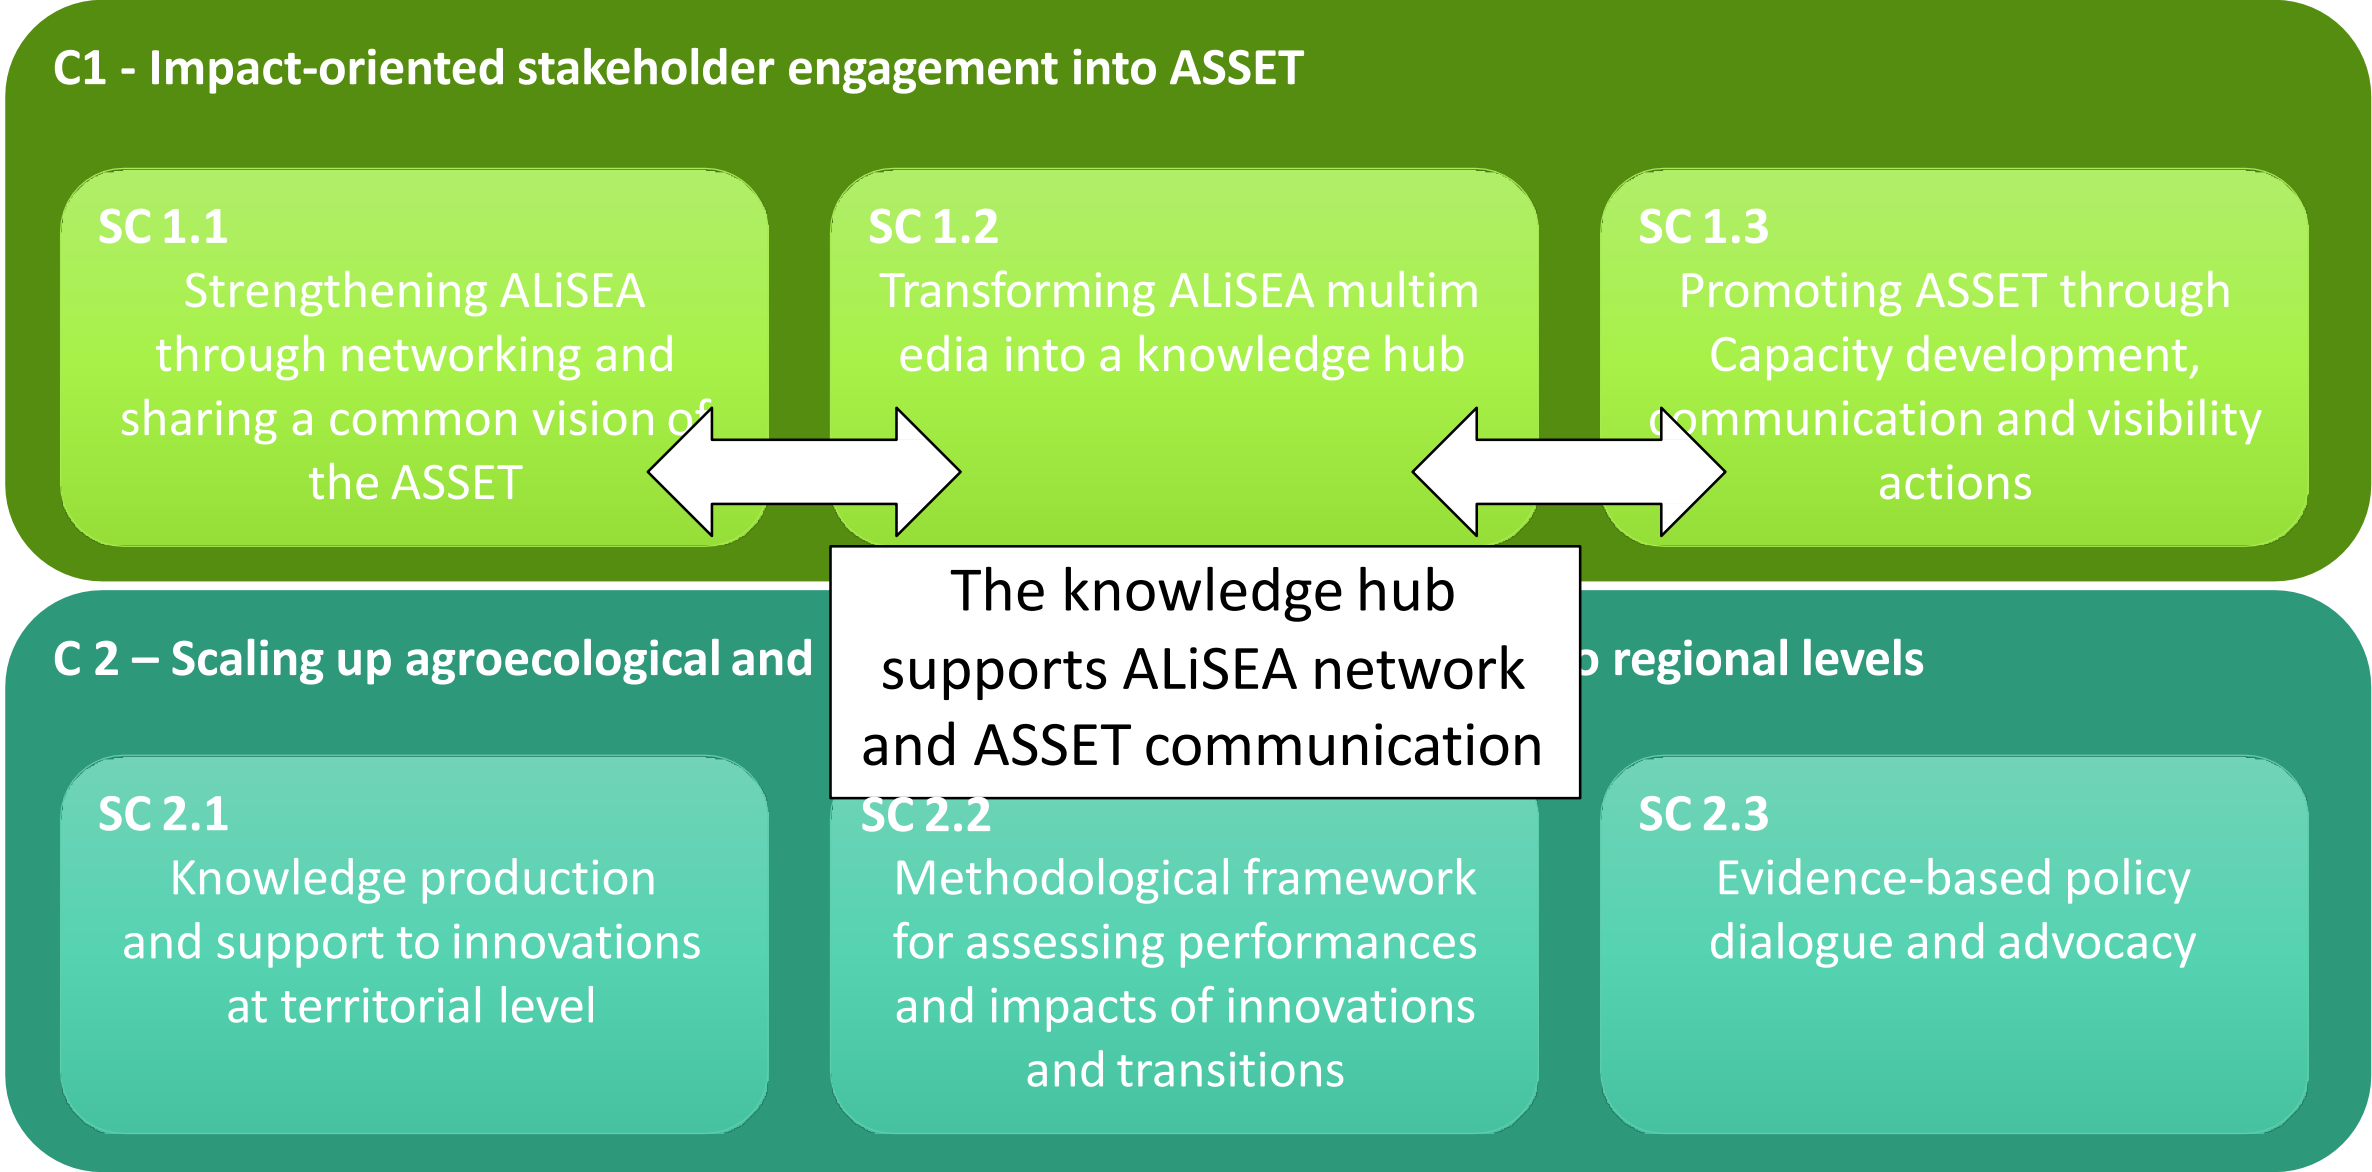 C1 - Impact-oriented stakeholder engagement into ASSET
SC 1.1
Strengthening ALiSEA
through networking and
sharing a common vision of
the ASSET
SC 1.2
Transforming ALiSEA multim
edia into a knowledge hub
SC 1.3
Promoting ASSET through
Capacity development,
communication and visibility
actions
The knowledge hub
supports ALiSEA network
and ASSET communication
C 2 – Scaling up agroecological and
regional levels
SC 2.1
Knowledge production
and support to innovations
at territorial level
SC 2.2
Methodological framework
for assessing performances
and impacts of innovations
and transitions
SC 2.3
Evidence-based policy
dialogue and advocacy